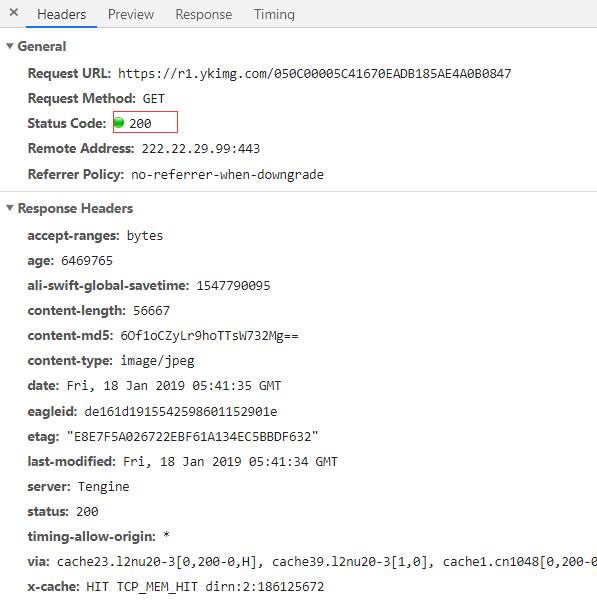 × Headers Preview Response Timing
▼ General
Request URL: https://r1.ykimg.com/050C00005C41670EADB185AE4A0B0847
Request Method: GET
Status Code: 200
Remote Address: 222.22.29.99:443
Referrer Policy: no-referrer-when-downgrade
▼ Response Headers
accept-ranges: bytes
age: 6469765
ali-swift-global-savetime: 1547790095
content-length: 56667
content-md5: 6Of1oCZyLr9hoTTsW732Mg==
content-type: image/jpeg
date: Fri, 18 Jan 2019 05:41:35 GMT
eagleid: de161d1915542598601152901e
etag: "E8E7F5A026722EBF61A134EC5BBDF632"
last-modified: Fri, 18 Jan 2019 05:41:34 GMT
server: Tengine
status: 200
timing-allow-origin: *
via: cache23.l2nu20-3[0,200-0,H], cache39.l2nu20-3[1,0], cache1.cn1048[0,200-0
x-cache: HIT TCP_MEM_HIT dirn:2:186125672